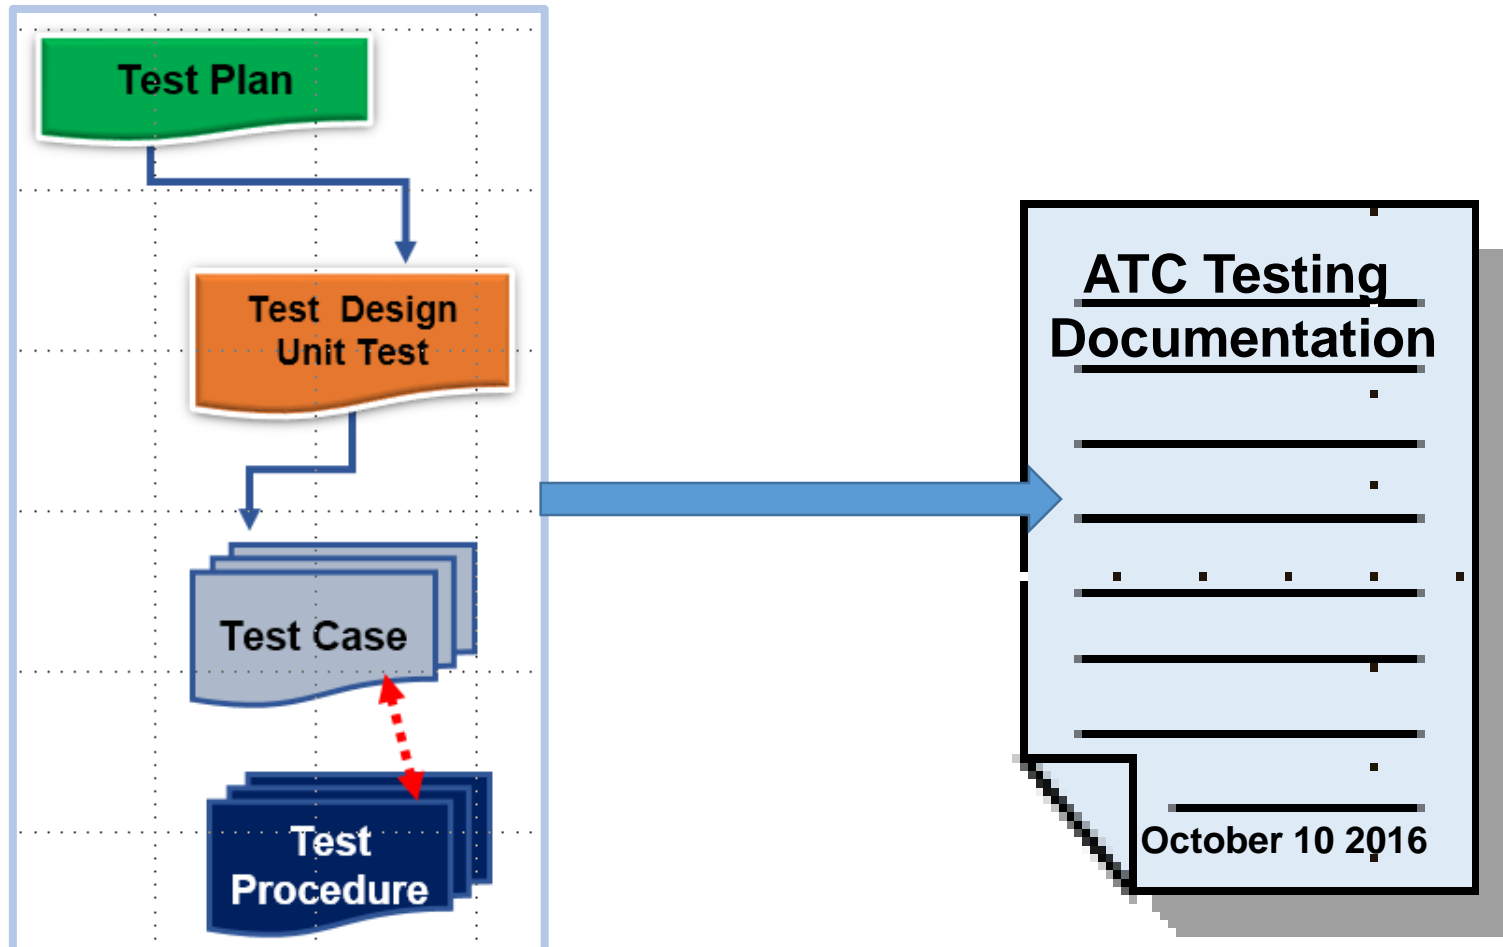 Test Plan
Test Design
Unit Test
Test Case
Test
Procedure
ATC Testing
Documentation
October 10 2016